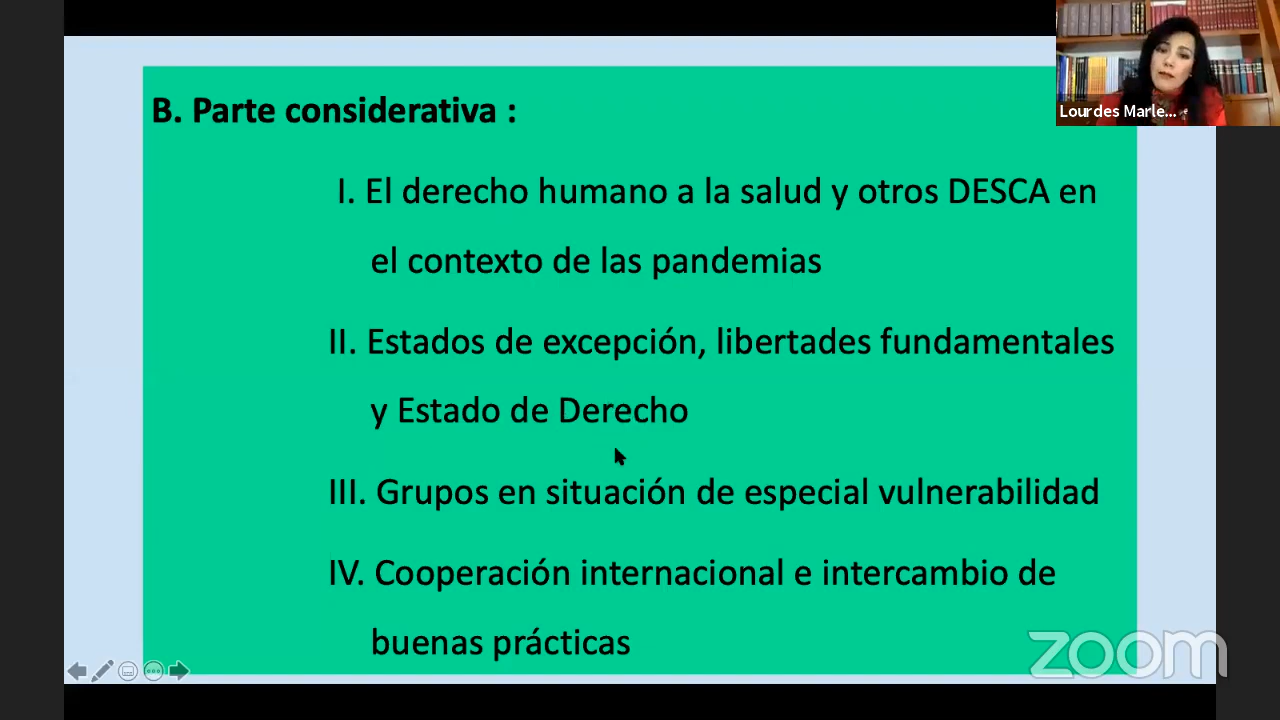 B. Parte considerativa :
I. El derecho humano a la salud y otros DESCA en
el contexto de las pandemias
II. Estados de excepción, libertades fundamentales
y Estado de Derecho
III. Grupos en situación de especial vulnerabilidad
IV. Cooperación internacional e intercambio de
buenas prácticas
Lourdes Marle...
zoom